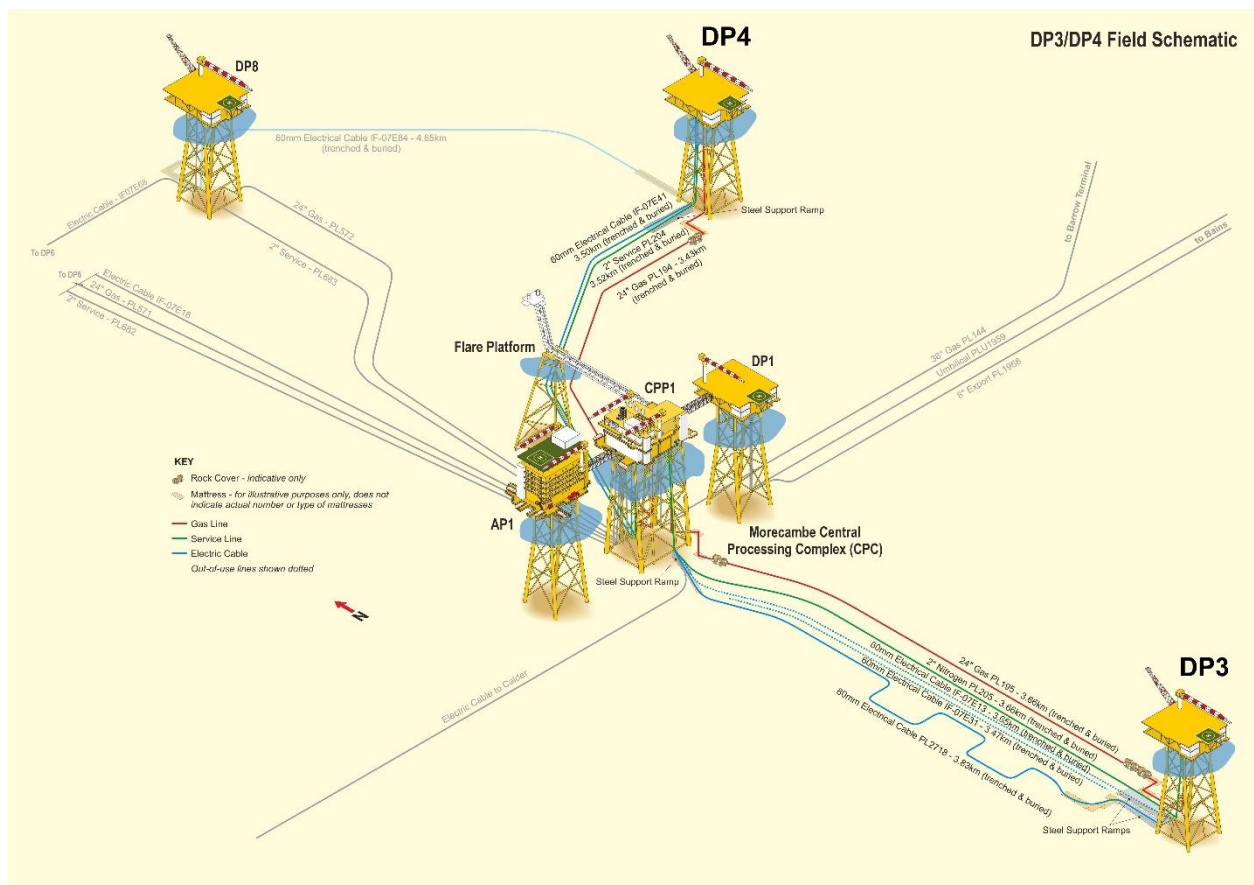 DP3/DP4 Field Schematic
DP4
DP8
60mm Electrical Cable IF-07E84 - 4.65km
(trenched & buried)
Electric Cable - IF07E68
24" Gas - PL572
2" Service - PL683
To DP6
To DP6
Electric Cable IF-07E16
24" Gas - PL571
2" Service - PL682
60mm Electrical Cable IF-07E41
3.50km (trenched & buried)
2" Service PL204
3.52km (trenched & buried)
24" Gas PL194 - 3.43km
(trenched & buried)
Steel Support Ramp
to Barrow Terminal
to Bains
36" Gas PL144
Umbilical PLU1959
8" Export PL1956
Flare Platform
CPP1
DP1
AP1
Morecambe Central
Processing Complex (CPC)
Steel Support Ramp
KEY
Rock Cover - indicative only
Mattress - for illustrative purposes only, does not
indicate actual number or type of mattresses
Gas Line
Service Line
Electric Cable
Out-of-use lines shown dotted
N
Electric Cable to Calder
24" Gas PL195 - 3.66km (trenched & buried)
2" Nitrogen PL205 - 3.66km (trenched & buried)
60mm Electrical Cable IF-07E13 - 3.65km (trenched & buried)
60mm Electrical Cable IF-07E31 - 3.47km (trenched & buried)
60mm Electrical Cable PL2718 - 3.83km (trenched & buried)
DP3
Steel Support Ramps